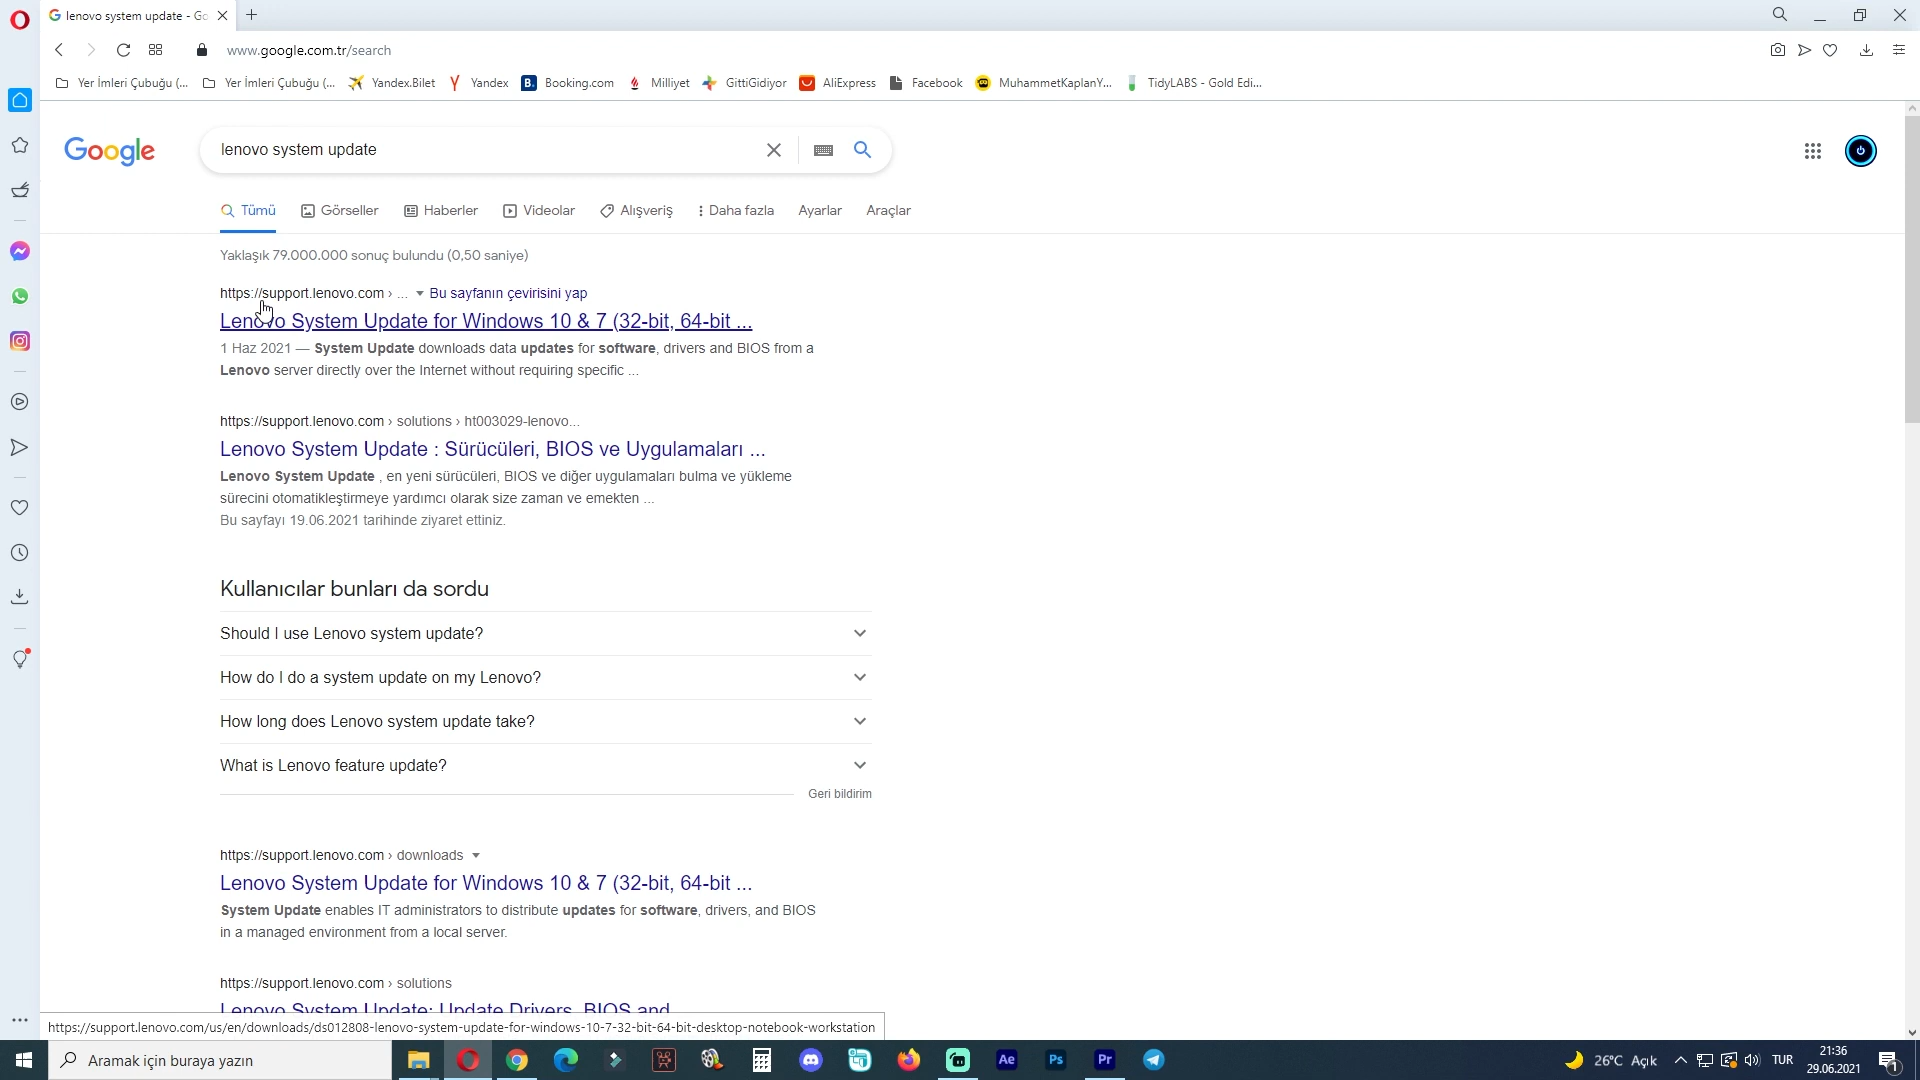 lenovo system update - Go
www.google.com.tr/search
Yer İmleri Çubuğu (...
Yer İmleri Çubuğu (...
Yandex.Bilet
Yandex
Booking.com
Milliyet
GittiGidiyor
AliExpress
Facebook
MuhammetKaplanY...
TidyLABS - Gold Edi...
Google
lenovo system update
Tümü
Görseller
Haberler
Videolar
Alışveriş
Daha fazla
Ayarlar
Araçlar
Yaklaşık 79.000.000 sonuç bulundu (0,50 saniye)
https://support.lenovo.com › ... Bu sayfanın çevirisini yap
Lenovo System Update for Windows 10 & 7 (32-bit, 64-bit ...
1 Haz 2021 — System Update downloads data updates for software, drivers and BIOS from a
Lenovo server directly over the Internet without requiring specific ...
https://support.lenovo.com › solutions › ht003029-lenovo...
Lenovo System Update : Sürücüleri, BIOS ve Uygulamaları ...
Lenovo System Update , en yeni sürücüleri, BIOS ve diğer uygulamaları bulma ve yükleme
sürecini otomatikleştirmeye yardımcı olarak size zaman ve emekten ...
Bu sayfayı 19.06.2021 tarihinde ziyaret ettiniz.
Kullanıcılar bunları da sordu
Should I use Lenovo system update?
How do I do a system update on my Lenovo?
How long does Lenovo system update take?
What is Lenovo feature update?
Geri bildirim
https://support.lenovo.com › downloads
Lenovo System Update for Windows 10 & 7 (32-bit, 64-bit ...
System Update enables IT administrators to distribute updates for software, drivers, and BIOS
in a managed environment from a local server.
https://support.lenovo.com › solutions
Lenovo System Update: Update Drivers, BIOS and
https://support.lenovo.com/us/en/downloads/ds012808-lenovo-system-update-for-windows-10-7-32-bit-64-bit-desktop-notebook-workstation
Aramak için buraya yazın
Ae
Ps
Pr
26°C Açık
TUR
21:36
29.06.2021
1